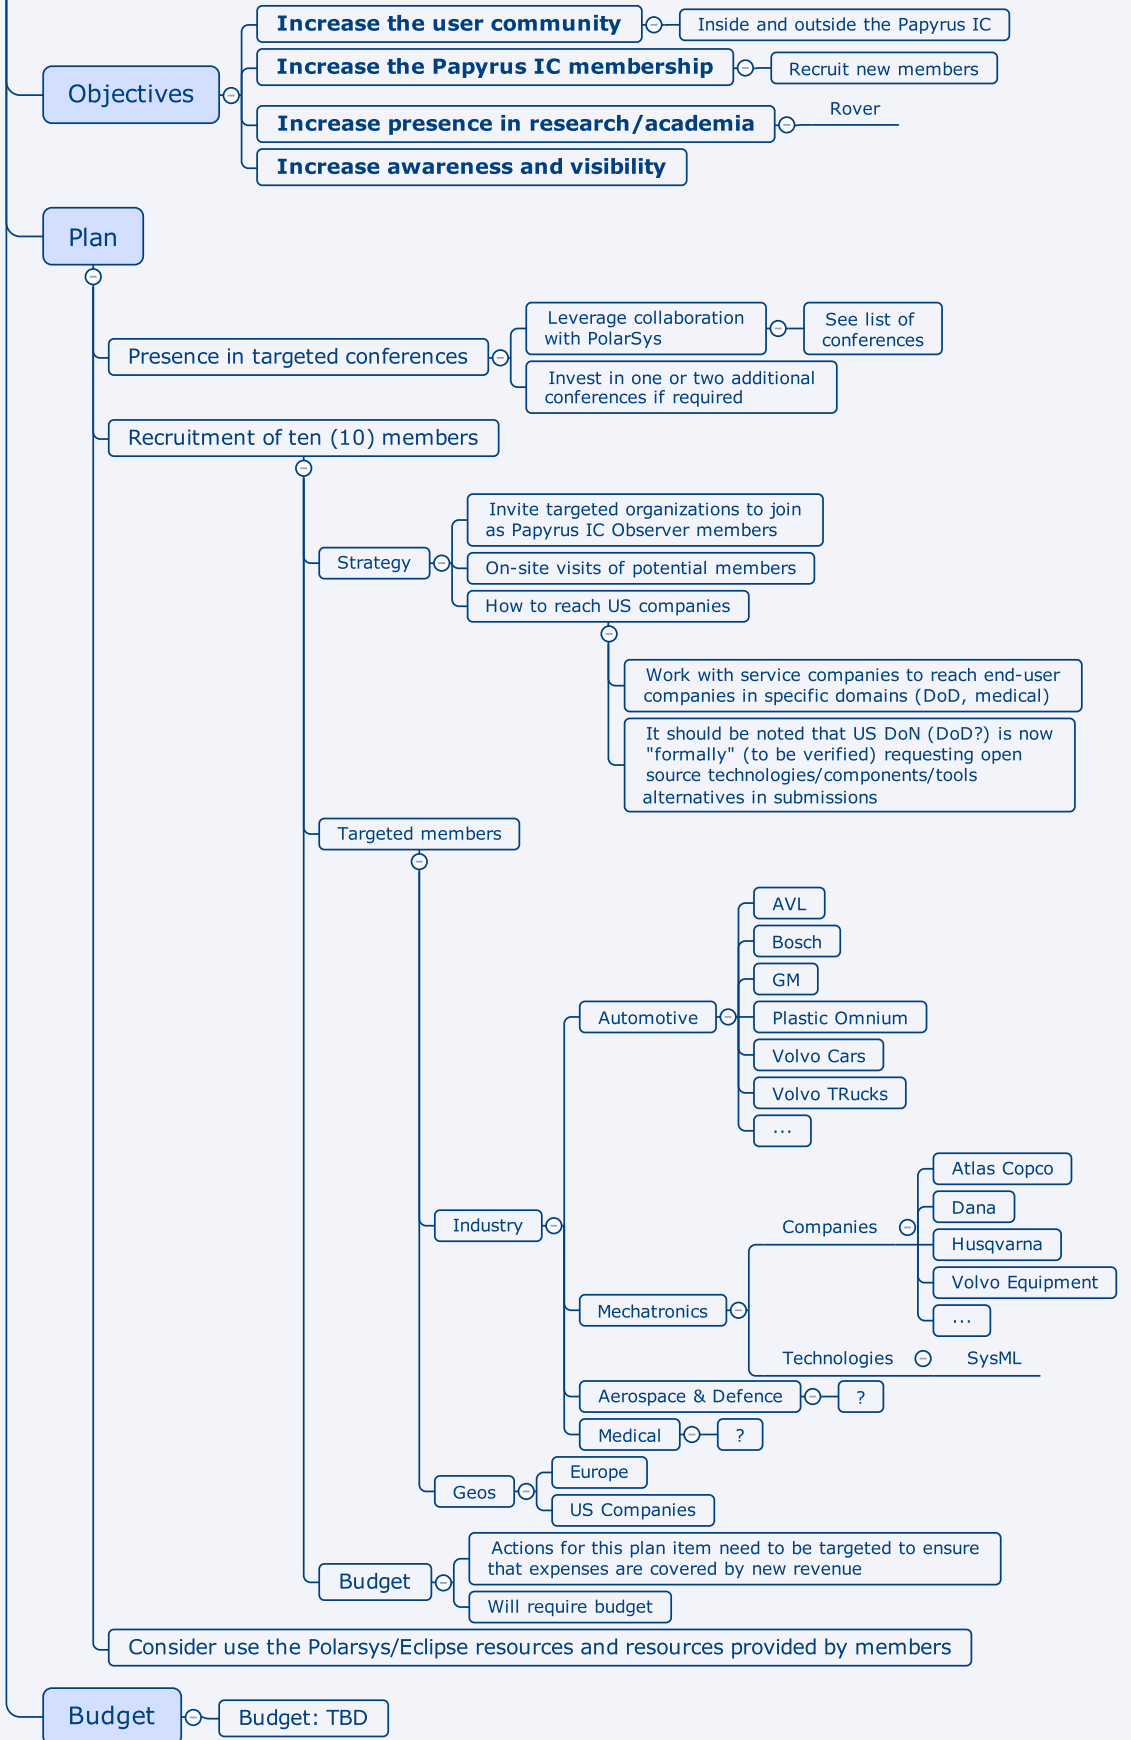 Increase the user community
Inside and outside the Papyrus IC
Increase the Papyrus IC membership
Recruit new members
Objectives
Rover
Increase presence in research/academia
Increase awareness and visibility
Plan
Presence in targeted conferences
Leverage collaboration
with PolarSys
See list of
conferences
Invest in one or two additional
conferences if required
Recruitment of ten (10) members
Strategy
Invite targeted organizations to join
as Papyrus IC Observer members
On-site visits of potential members
How to reach US companies
Work with service companies to reach end-user
companies in specific domains (DoD, medical)
It should be noted that US DoN (DoD?) is now
"formally" (to be verified) requesting open
source technologies/components/tools
alternatives in submissions
Targeted members
Industry
Automotive
AVL
Bosch
GM
Plastic Omnium
Volvo Cars
Volvo TRucks
...
Mechatronics
Companies
Atlas Copco
Dana
Husqvarna
Volvo Equipment
...
Technologies
SysML
Aerospace & Defence
?
Medical
?
Geos
Europe
US Companies
Budget
Actions for this plan item need to be targeted to ensure
that expenses are covered by new revenue
Will require budget
Consider use the Polarsys/Eclipse resources and resources provided by members
Budget
Budget: TBD